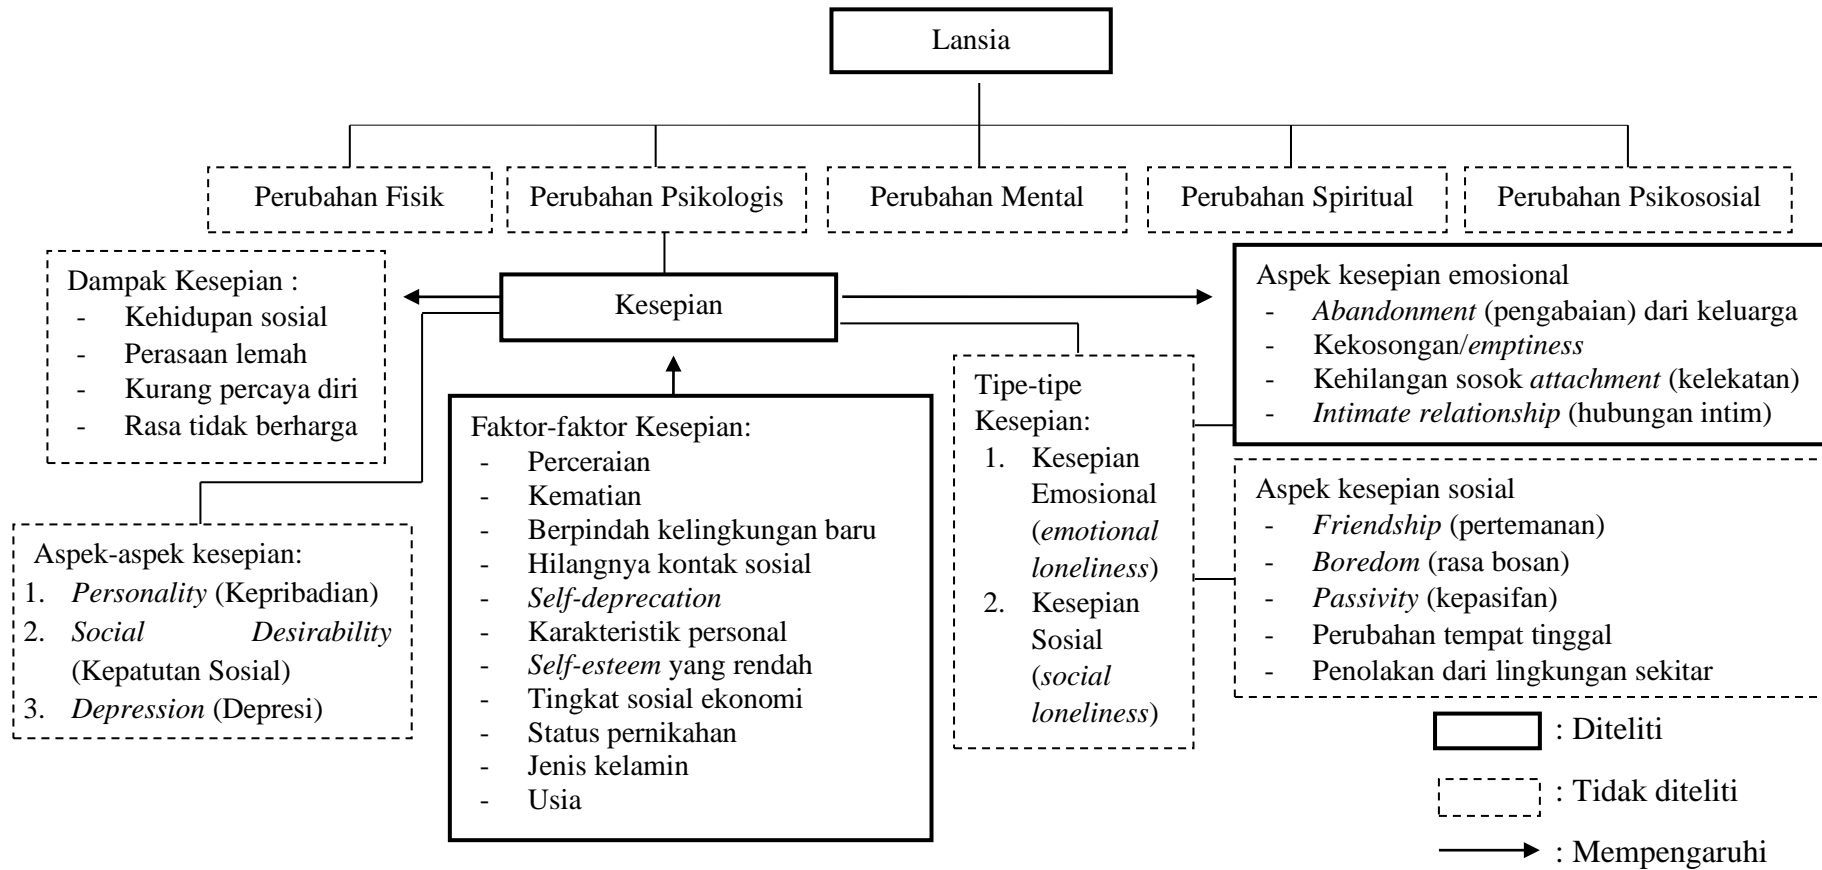 Lansia
Perubahan Fisik
Perubahan Psikologis
Perubahan Mental
Perubahan Spiritual
Perubahan Psikososial
Dampak Kesepian :
- Kehidupan sosial
- Perasaan lemah
- Kurang percaya diri
- Rasa tidak berharga
Kesepian
Aspek kesepian emosional
- Abandonment (pengabaian) dari keluarga
- Kekosongan/emptiness
- Kehilangan sosok attachment (kelekatan)
- Intimate relationship (hubungan intim)
Aspek-aspek kesepian:
1. Personality (Kepribadian)
2. Social Desirability
(Kepatutan Sosial)
3. Depression (Depresi)
Faktor-faktor Kesepian:
- Perceraian
- Kematian
- Berpindah kelingkungan baru
- Hilangnya kontak sosial
- Self-deprecation
- Karakteristik personal
- Self-esteem yang rendah
- Tingkat sosial ekonomi
- Status pernikahan
- Jenis kelamin
- Usia
Tipe-tipe
Kesepian:
1. Kesepian
Emosional
(emotional
loneliness)
2. Kesepian
Sosial
(social
loneliness)
Aspek kesepian sosial
- Friendship (pertemanan)
- Boredom (rasa bosan)
- Passivity (kepasifan)
- Perubahan tempat tinggal
- Penolakan dari lingkungan sekitar
: Diteliti
: Tidak diteliti
: Mempengaruhi